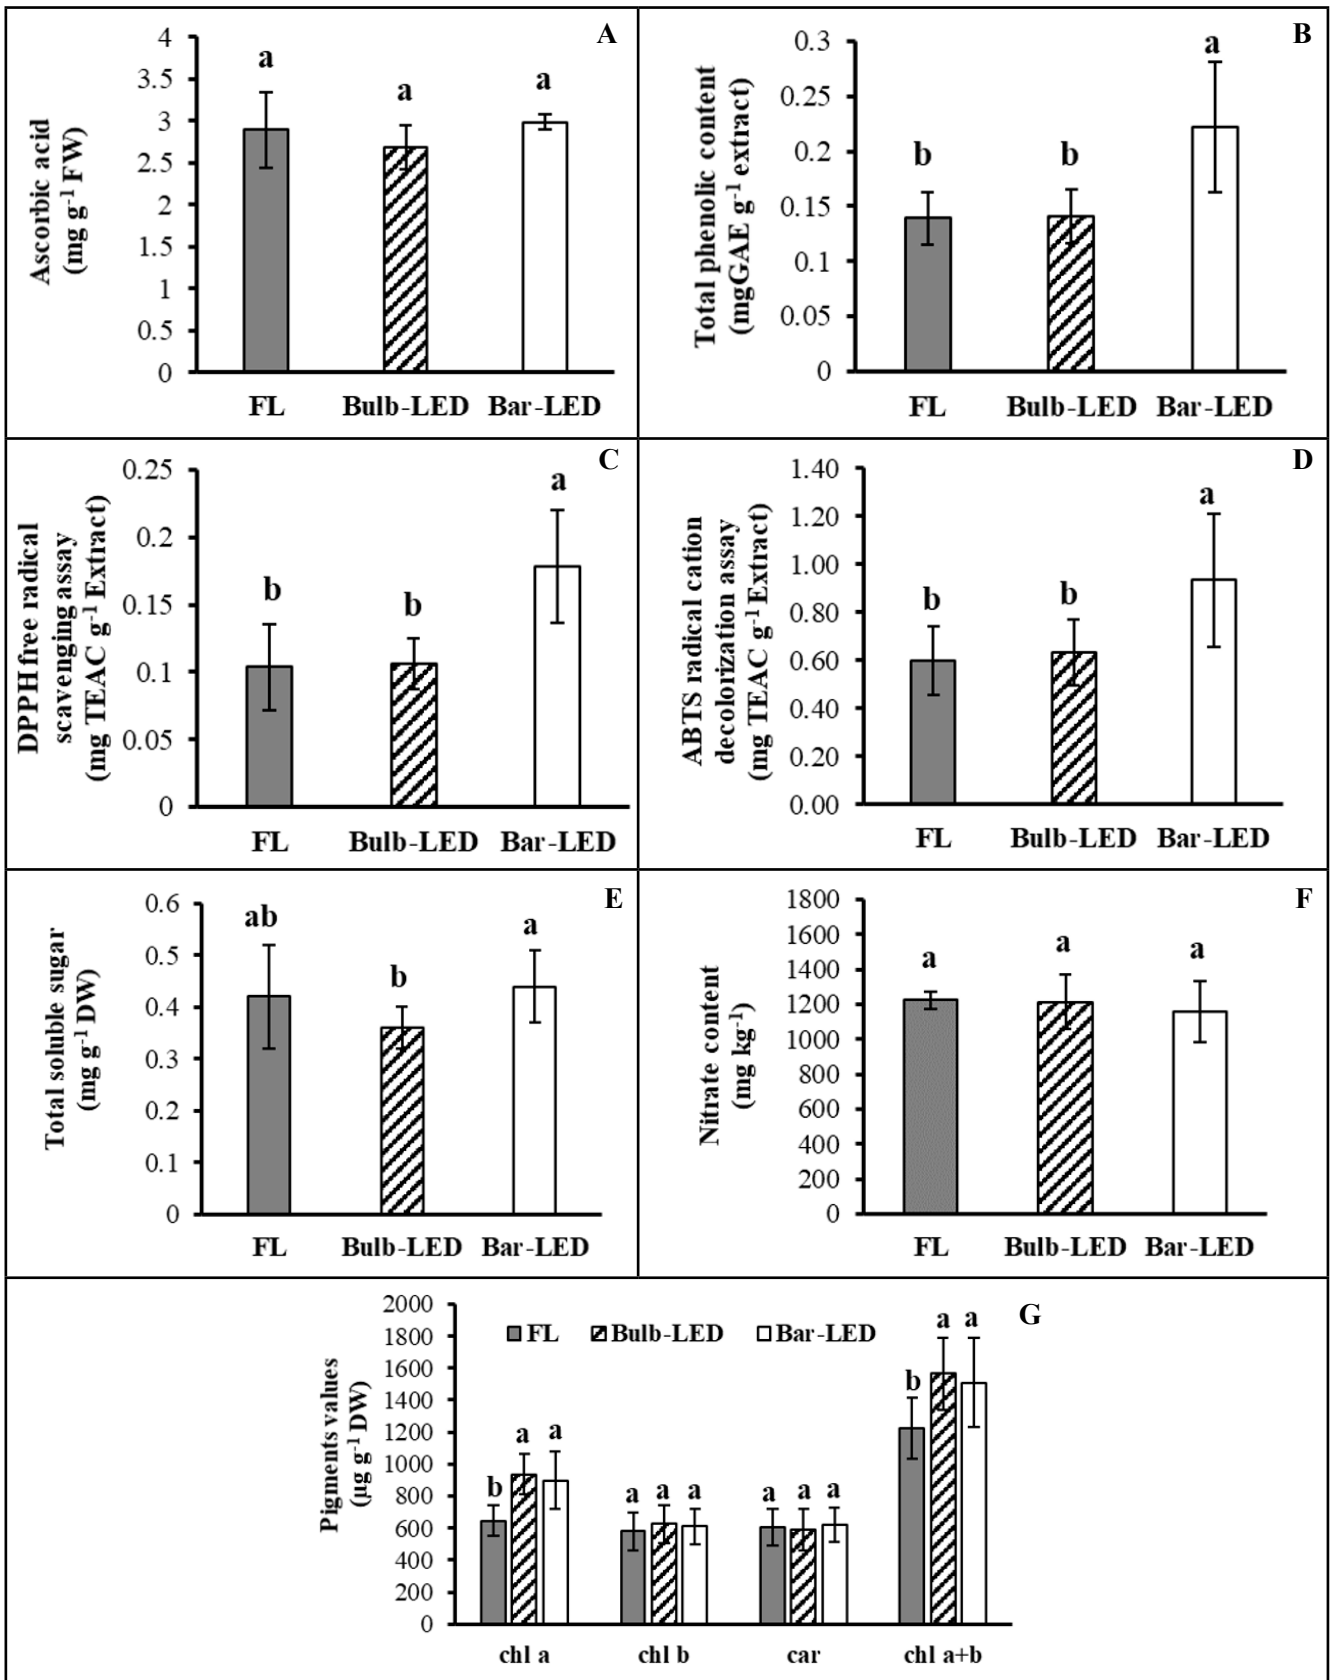 A
Ascorbic acid
(mg g-1 FW)
4
3.5
3
2.5
2
1.5
1
0.5
0
a
a
a
FL
Bulb-LED
Bar-LED
B
Total phenolic content
(mgGAE g-1 extract)
0.3
0.25
0.2
0.15
0.1
0.05
0
b
b
a
FL
Bulb-LED
Bar-LED
C
DPPH free radical
scavenging assay
(mg TEAC g-1 Extract)
0.25
0.2
0.15
0.1
0.05
0
b
b
a
FL
Bulb-LED
Bar-LED
D
ABTS radical cation
decolorization assay
(mg TEAC g-1 Extract)
1.40
1.20
1.00
0.80
0.60
0.40
0.20
0.00
b
b
a
FL
Bulb-LED
Bar-LED
E
Total soluble sugar
(mg g-1 DW)
0.6
0.5
0.4
0.3
0.2
0.1
0
ab
b
a
FL
Bulb-LED
Bar-LED
F
Nitrate content
(mg kg-1)
1800
1600
1400
1200
1000
800
600
400
200
0
a
a
a
FL
Bulb-LED
Bar-LED
G
Pigments values
(µg g-1 DW)
2000
1800
1600
1400
1200
1000
800
600
400
200
0
FL
Bulb-LED
Bar-LED
b
a
a
a
a
a
a
a
a
b
a
a
chl a
chl b
car
chl a+b